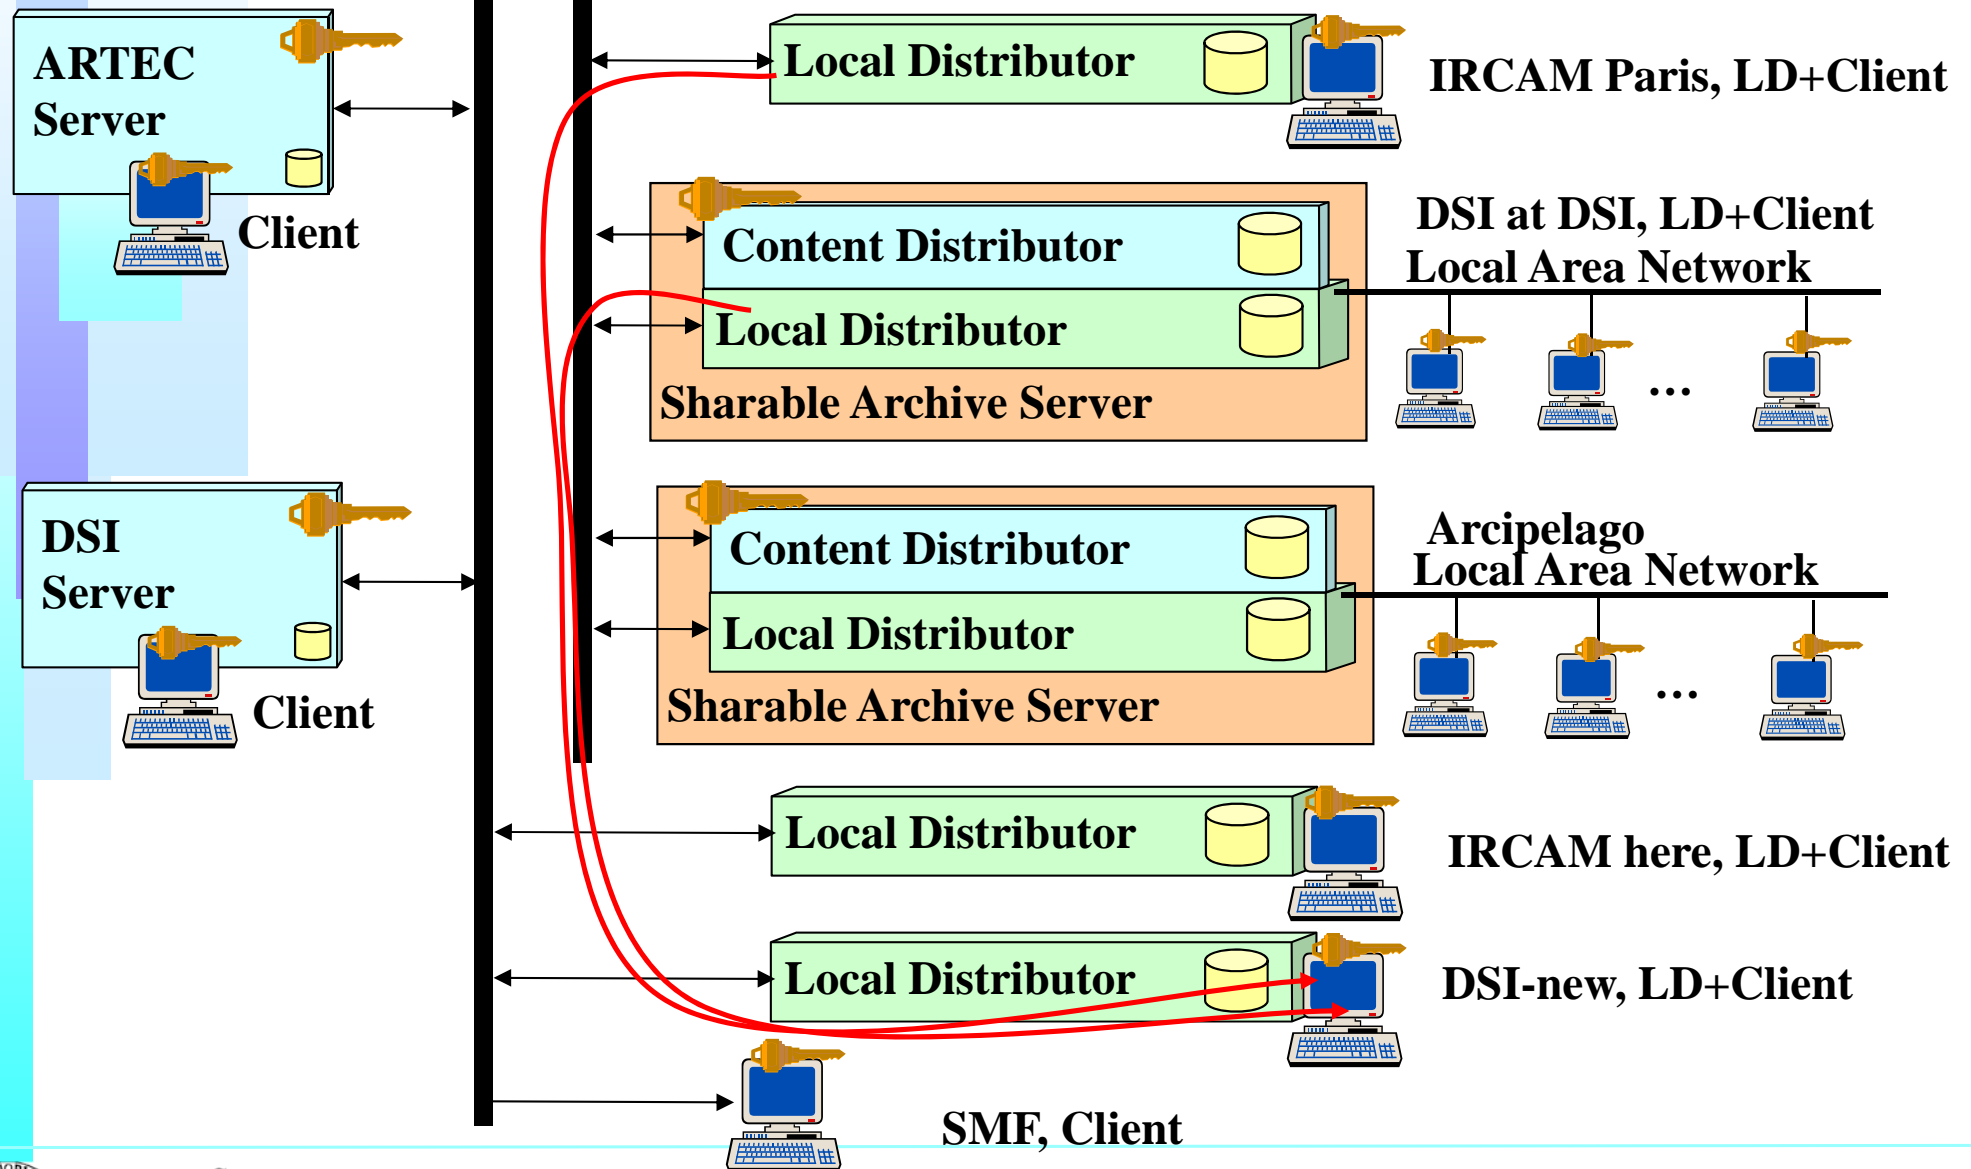 ARTEC
Server
Client
Local Distributor
IRCAM Paris, LD+Client
Content Distributor
Local Distributor
Sharable Archive Server
DSI at DSI, LD+Client
Local Area Network
...
DSI
Server
Client
Content Distributor
Local Distributor
Sharable Archive Server
Arcipelago
Local Area Network
...
Local Distributor
IRCAM here, LD+Client
Local Distributor
DSI-new, LD+Client
SMF, Client